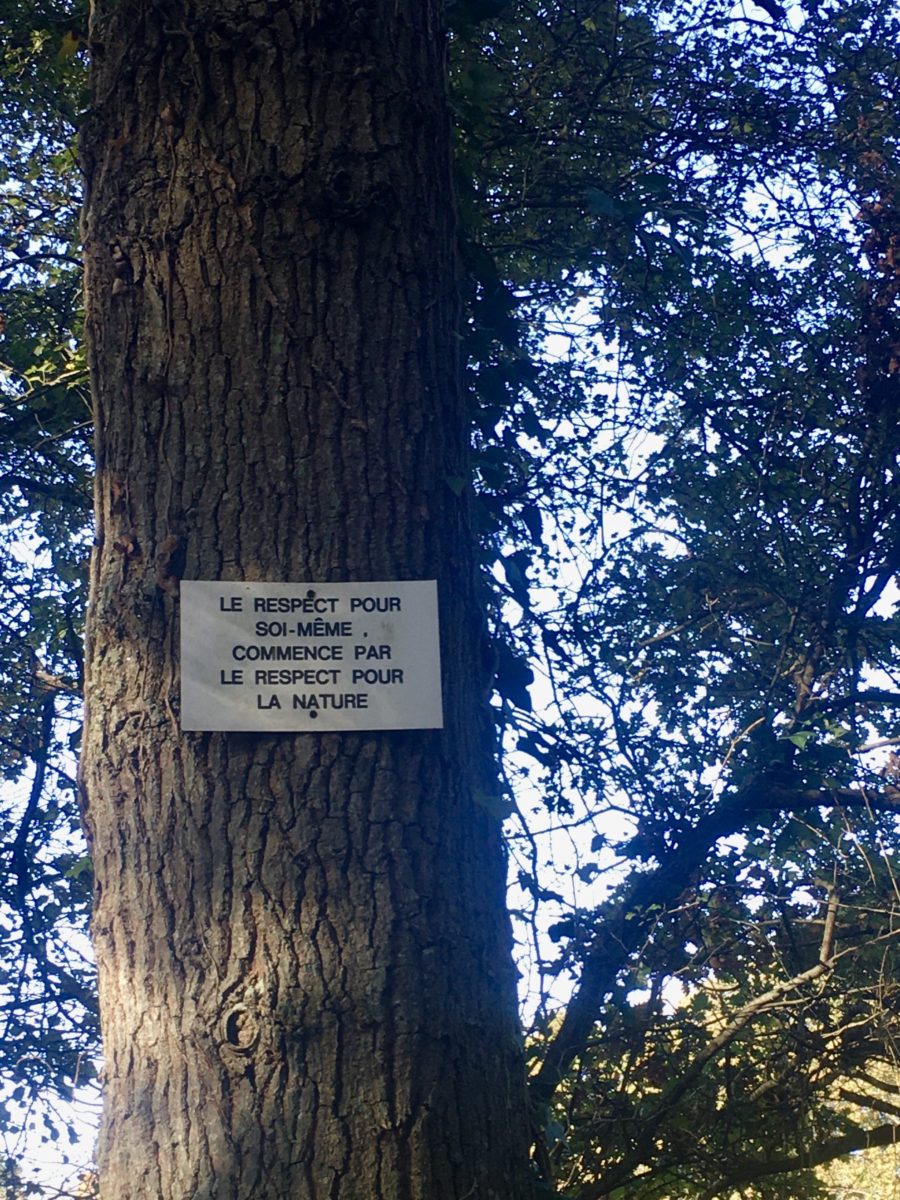 LE RESPECT POUR
SOI-MÊME ,
COMMENCE PAR
LE RESPECT POUR
LA NATURE